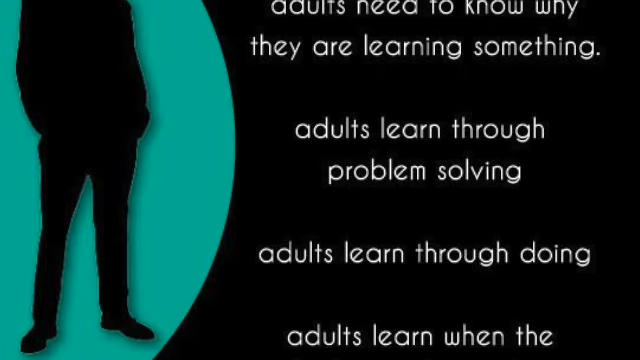 adults need to know why
they are learning something.
adults learn through
problem solving
adults learn through doing
adults learn when the